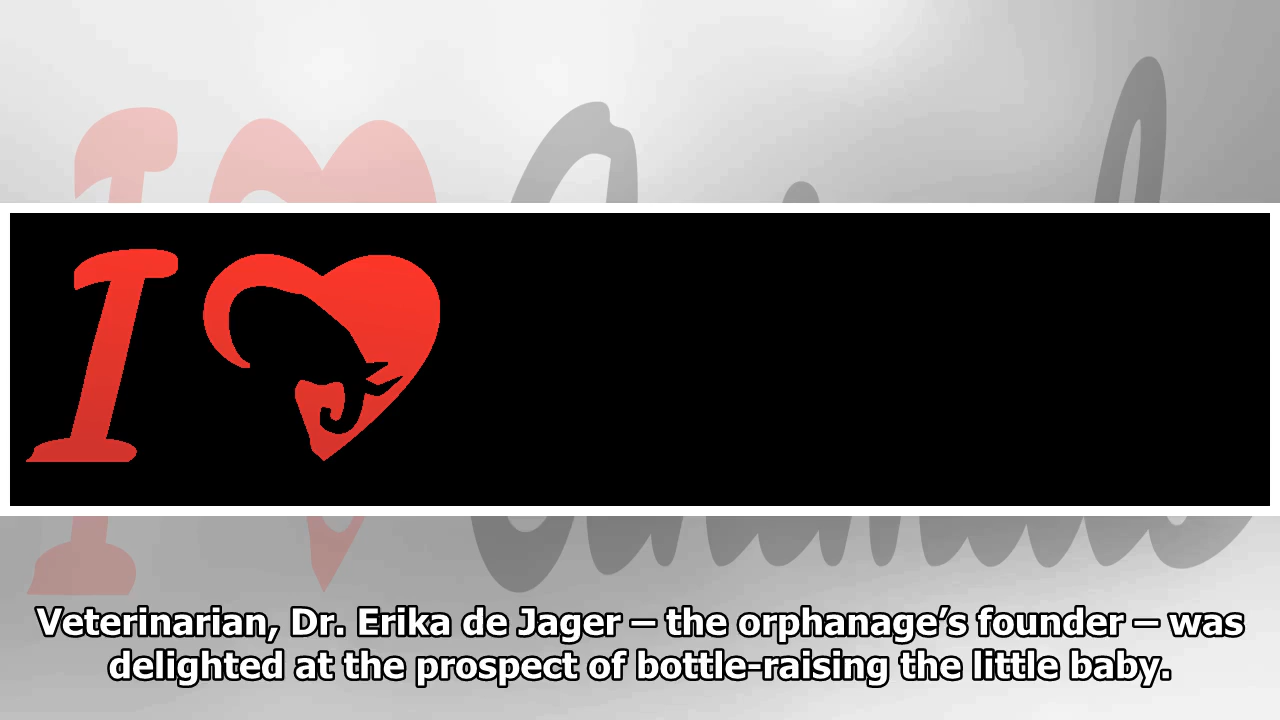 I
Veterinarian, Dr. Erika de Jager – the orphanage’s founder – was
delighted at the prospect of bottle-raising the little baby.